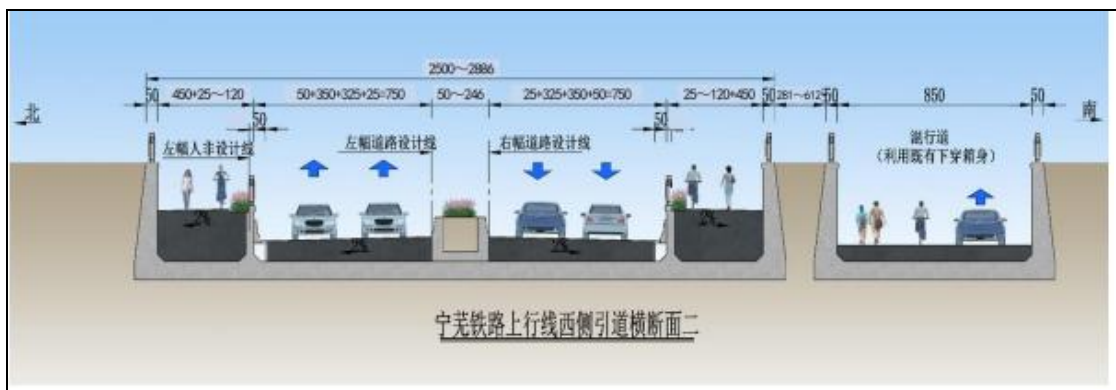 2500～2886
50 450+25～120 50+350+325+25=750 50～246 25+325+350+50=750 25～120+450 50 281～612 50 850 50
北 50 50 南
左幅人非设计线 左幅道路设计线 右幅道路设计线 混行道
（利用既有下穿箱身）
2% 2%
宁芜铁路上行线西侧引道横断面二